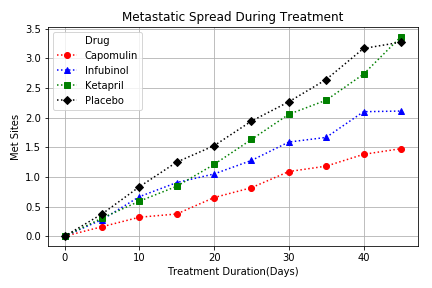 Metastatic Spread During Treatment
Met Sites
3.5
3.0
2.5
2.0
1.5
1.0
0.5
0.0
Drug
Capomulin
Infubinol
Ketapril
Placebo
0 10 20 30 40
Treatment Duration(Days)